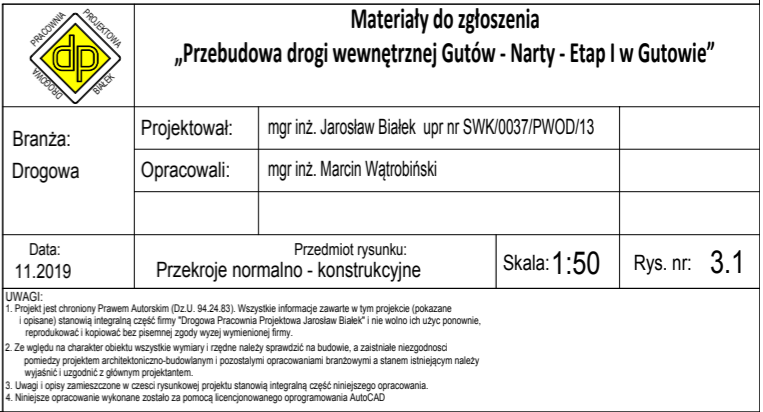 PRACOWNIA PROJEKTOWA
dp
DROGOWA BIAŁEK
Materiały do zgłoszenia
„Przebudowa drogi wewnętrznej Gutów - Narty - Etap I w Gutowie”
Branża:
Drogowa
Projektował: mgr inż. Jarosław Białek upr nr SWK/0037/PWOD/13
Opracowali: mgr inż. Marcin Wątrobiński
Data:
11.2019
Przedmiot rysunku:
Przekroje normalno - konstrukcyjne
Skala: 1:50
Rys. nr: 3.1
UWAGI:
1. Projekt jest chroniony Prawem Autorskim (Dz.U. 94.24.83). Wszystkie informacje zawarte w tym projekcie (pokazane
i opisane) stanowią integralną część firmy "Drogowa Pracownia Projektowa Jarosław Białek" i nie wolno ich użyc ponownie,
reprodukować i kopiować bez pisemnej zgody wyzej wymienionej firmy.
2. Ze względu na charakter obiektu wszystkie wymiary i rzędne należy sprawdzić na budowie, a zaistniałe niezgodnosci
pomiedzy projektem architektoniczno-budowlanym i pozostalymi opracowaniami branżowymi a stanem istniejącym należy
wyjaśnić i uzgodnić z głównym projektantem.
3. Uwagi i opisy zamieszczone w czesci rysunkowej projektu stanowią integralną część niniejszego opracowania.
4. Niniejsze opracowanie wykonane zostało za pomocą licencjonowanego oprogramowania AutoCAD